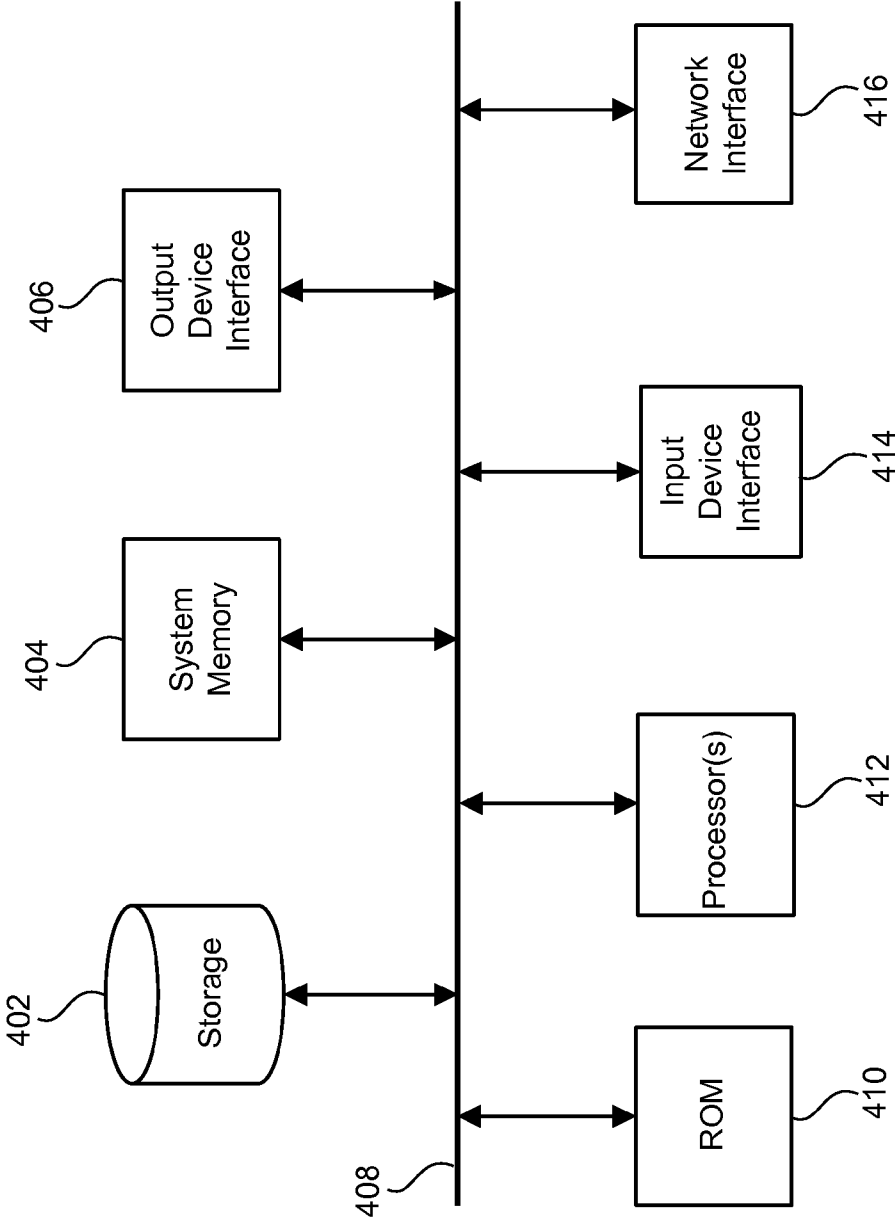 402
Storage
404
System
Memory
406
Output
Device
Interface
408
410
ROM
412
Processor(s)
414
Input
Device
Interface
416
Network
Interface